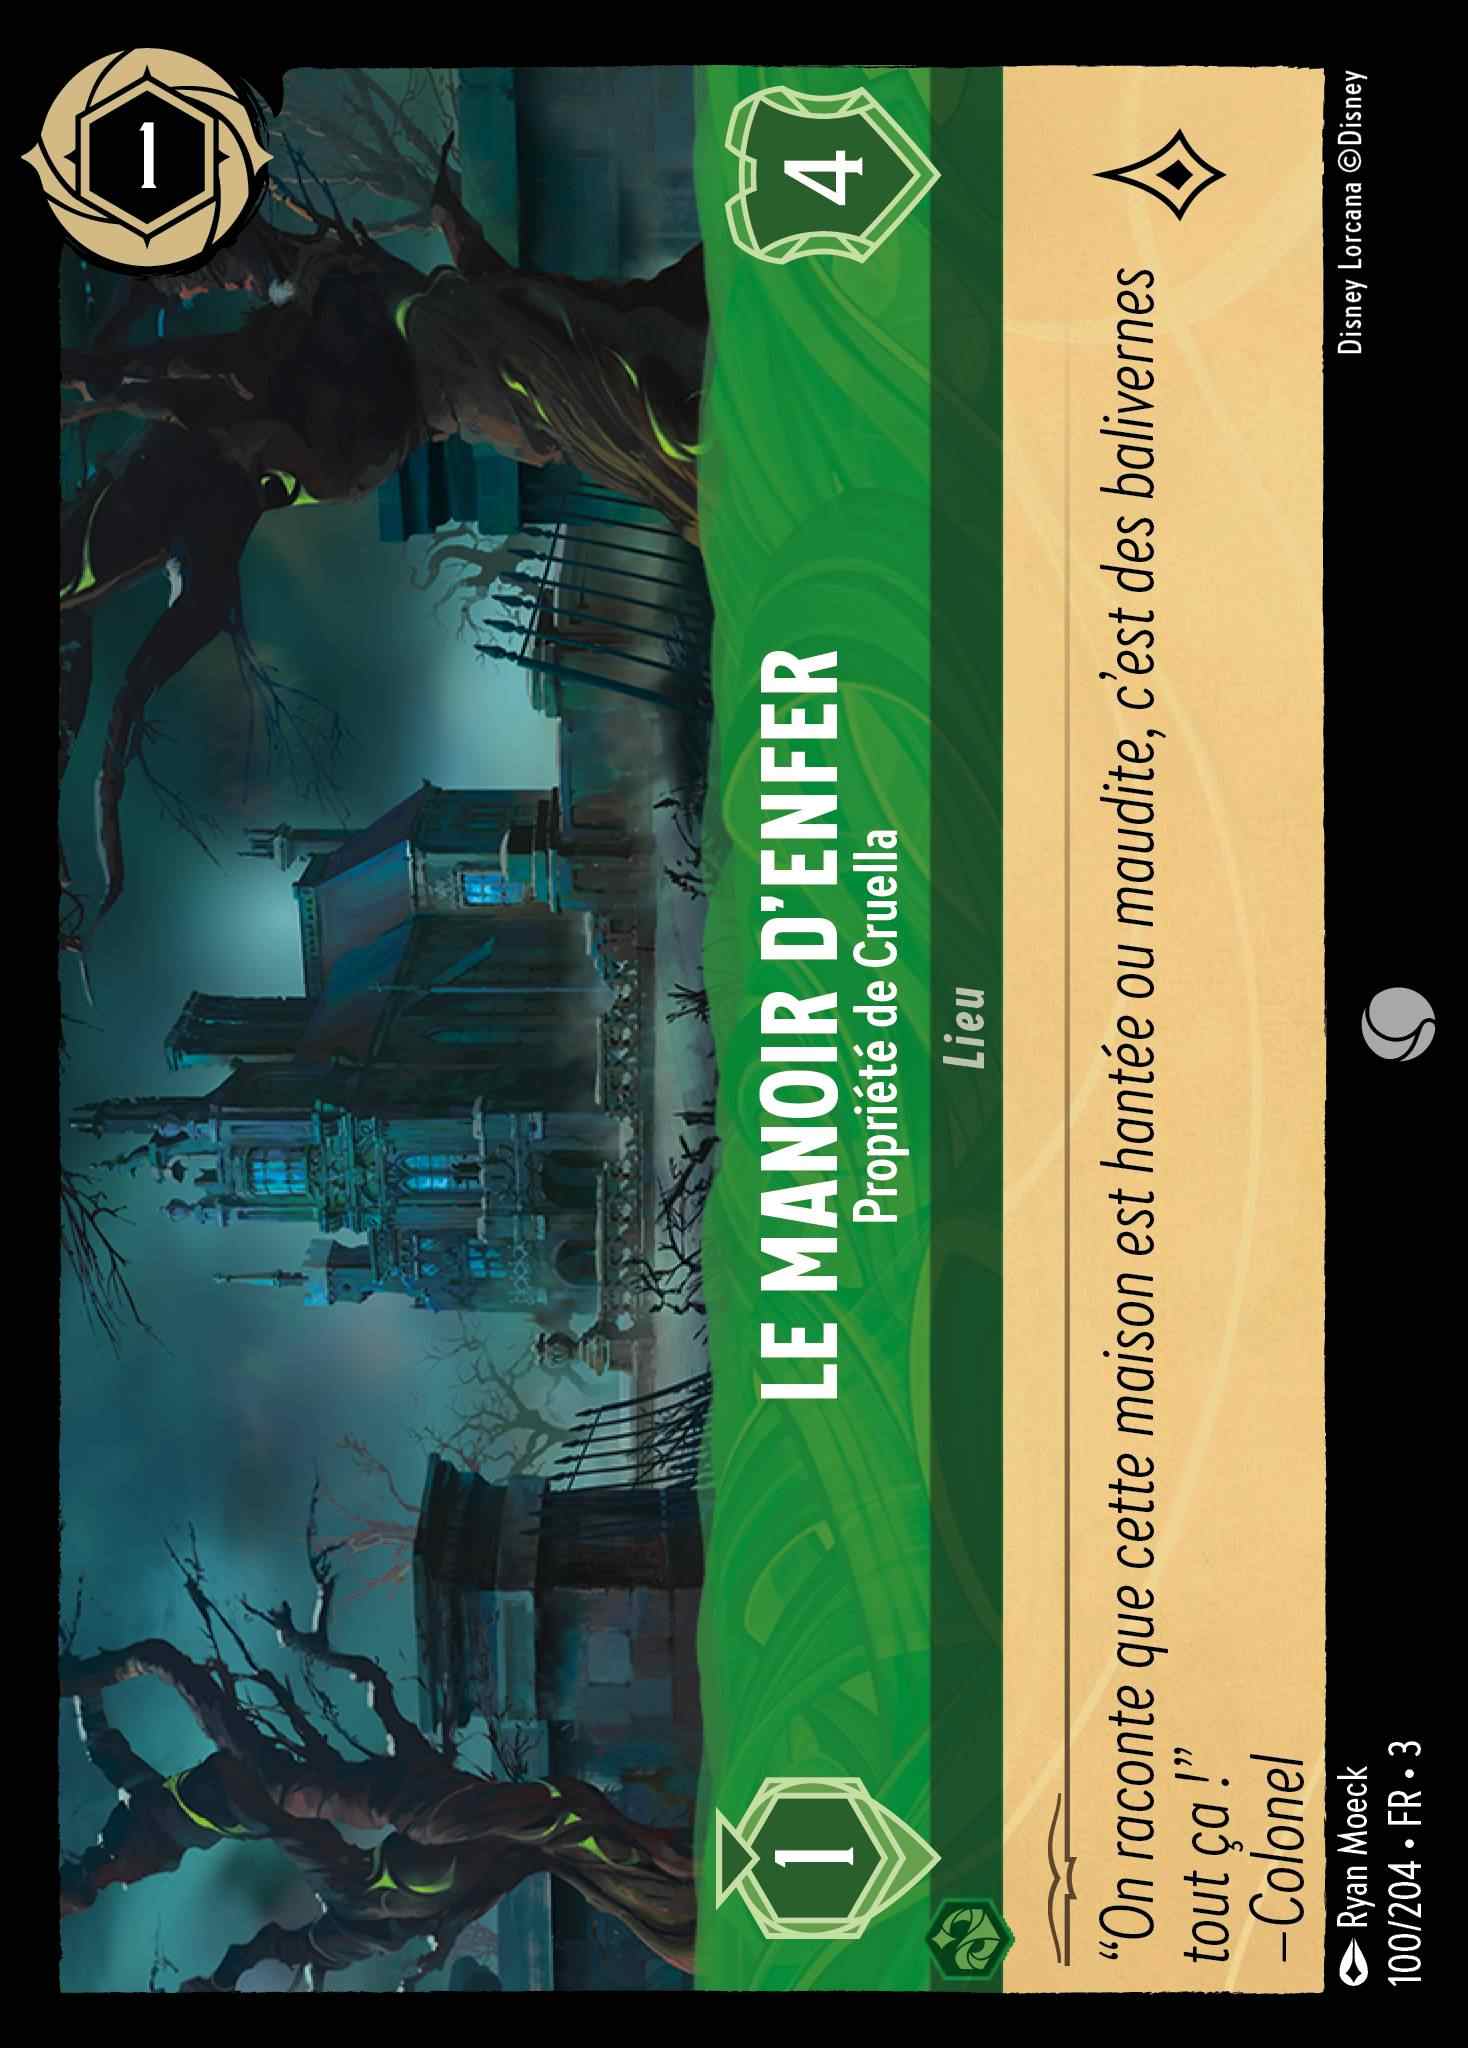 1
LE MANOIR D'ENFER
Propriété de Cruella
1
4
Lieu
“On raconte que cette maison est hantée ou maudite, c'est des balivernes
tout ça !”
–Colonel
Ryan Moeck
Disney Lorcana ©Disney
100/204 • FR • 3